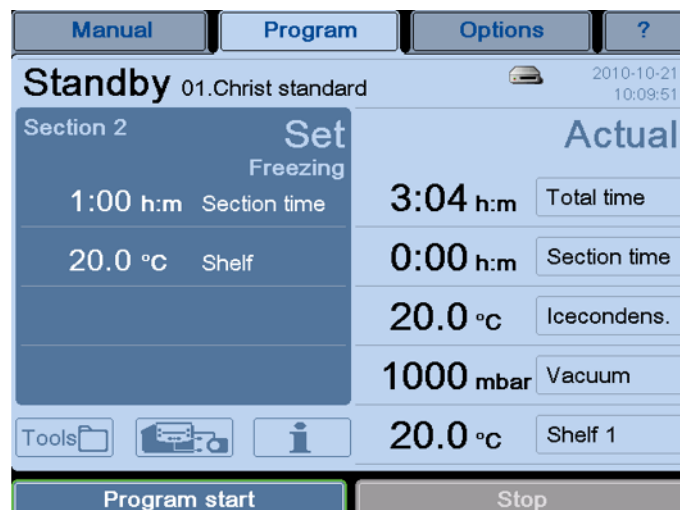 Manual Program Options ?
Standby 01.Christ standard 2010-10-21
10:09:51
Section 2 Set Actual
Freezing
1:00 h:m Section time 3:04 h:m Total time
20.0 °C Shelf 0:00 h:m Section time
20.0 °C Icecondens.
1000 mbar Vacuum
Tools i 20.0 °C Shelf 1
Program start Stop